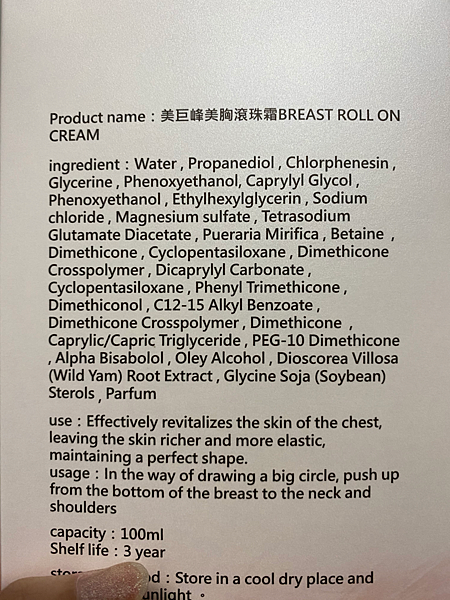 Product name：美巨峰美胸滾珠霜BREAST ROLL ON
CREAM
ingredient：Water , Propanediol , Chlorphenesin ,
Glycerine , Phenoxyethanol, Caprylyl Glycol ,
Phenoxyethanol , Ethylhexylglycerin , Sodium
chloride , Magnesium sulfate , Tetrasodium
Glutamate Diacetate , Pueraria Mirifica , Betaine ,
Dimethicone , Cyclopentasiloxane , Dimethicone
Crosspolymer , Dicaprylyl Carbonate ,
Cyclopentasiloxane , Phenyl Trimethicone ,
Dimethiconol , C12-15 Alkyl Benzoate ,
Dimethicone Crosspolymer , Dimethicone ,
Caprylic/Capric Triglyceride , PEG-10 Dimethicone
, Alpha Bisabolol , Oley Alcohol , Dioscorea Villosa
(Wild Yam) Root Extract , Glycine Soja (Soybean)
Sterols , Parfum
use：Effectively revitalizes the skin of the chest,
leaving the skin richer and more elastic,
maintaining a perfect shape.
usage：In the way of drawing a big circle, push up
from the bottom of the breast to the neck and
shoulders
capacity：100ml
Shelf life：3 year
：Store in a cool dry place and